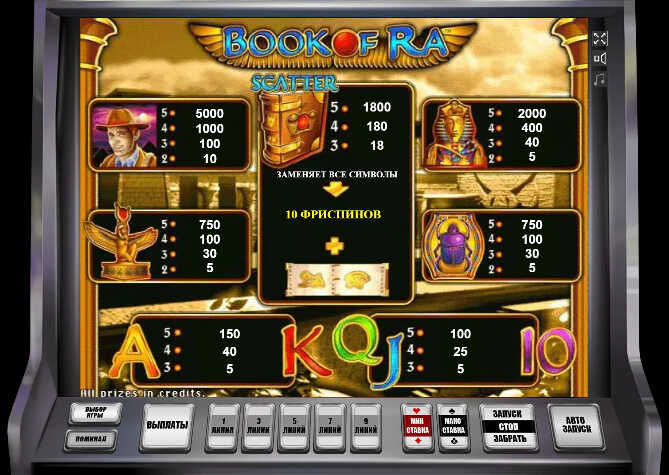 BOOK OF RA
SCATTER
5 5000
4 1000
3 100
2 10
5 1800
4 180
3 18
5 2000
4 400
3 40
2 5
ЗАМЕНЯЕТ ВСЕ СИМВОЛЫ
10 ФРИСПИНОВ
5 750
4 100
3 30
2 5
5 750
4 100
3 30
2 5
A
5 150
4 40
3 5
K
Q
J
5 100
4 25
3 5
10
All prizes in credits.
ВЫБОР
ИГРЫ
НОМИНАЛ
ВЫПЛАТЫ
1
ЛИНИЯ
3
ЛИНИИ
5
ЛИНИЙ
7
ЛИНИЙ
9
ЛИНИЙ
МИН
СТАВКА
МАКС
СТАВКА
ЗАПУСК
СТОП
ЗАБРАТЬ
АВТО
ЗАПУСК